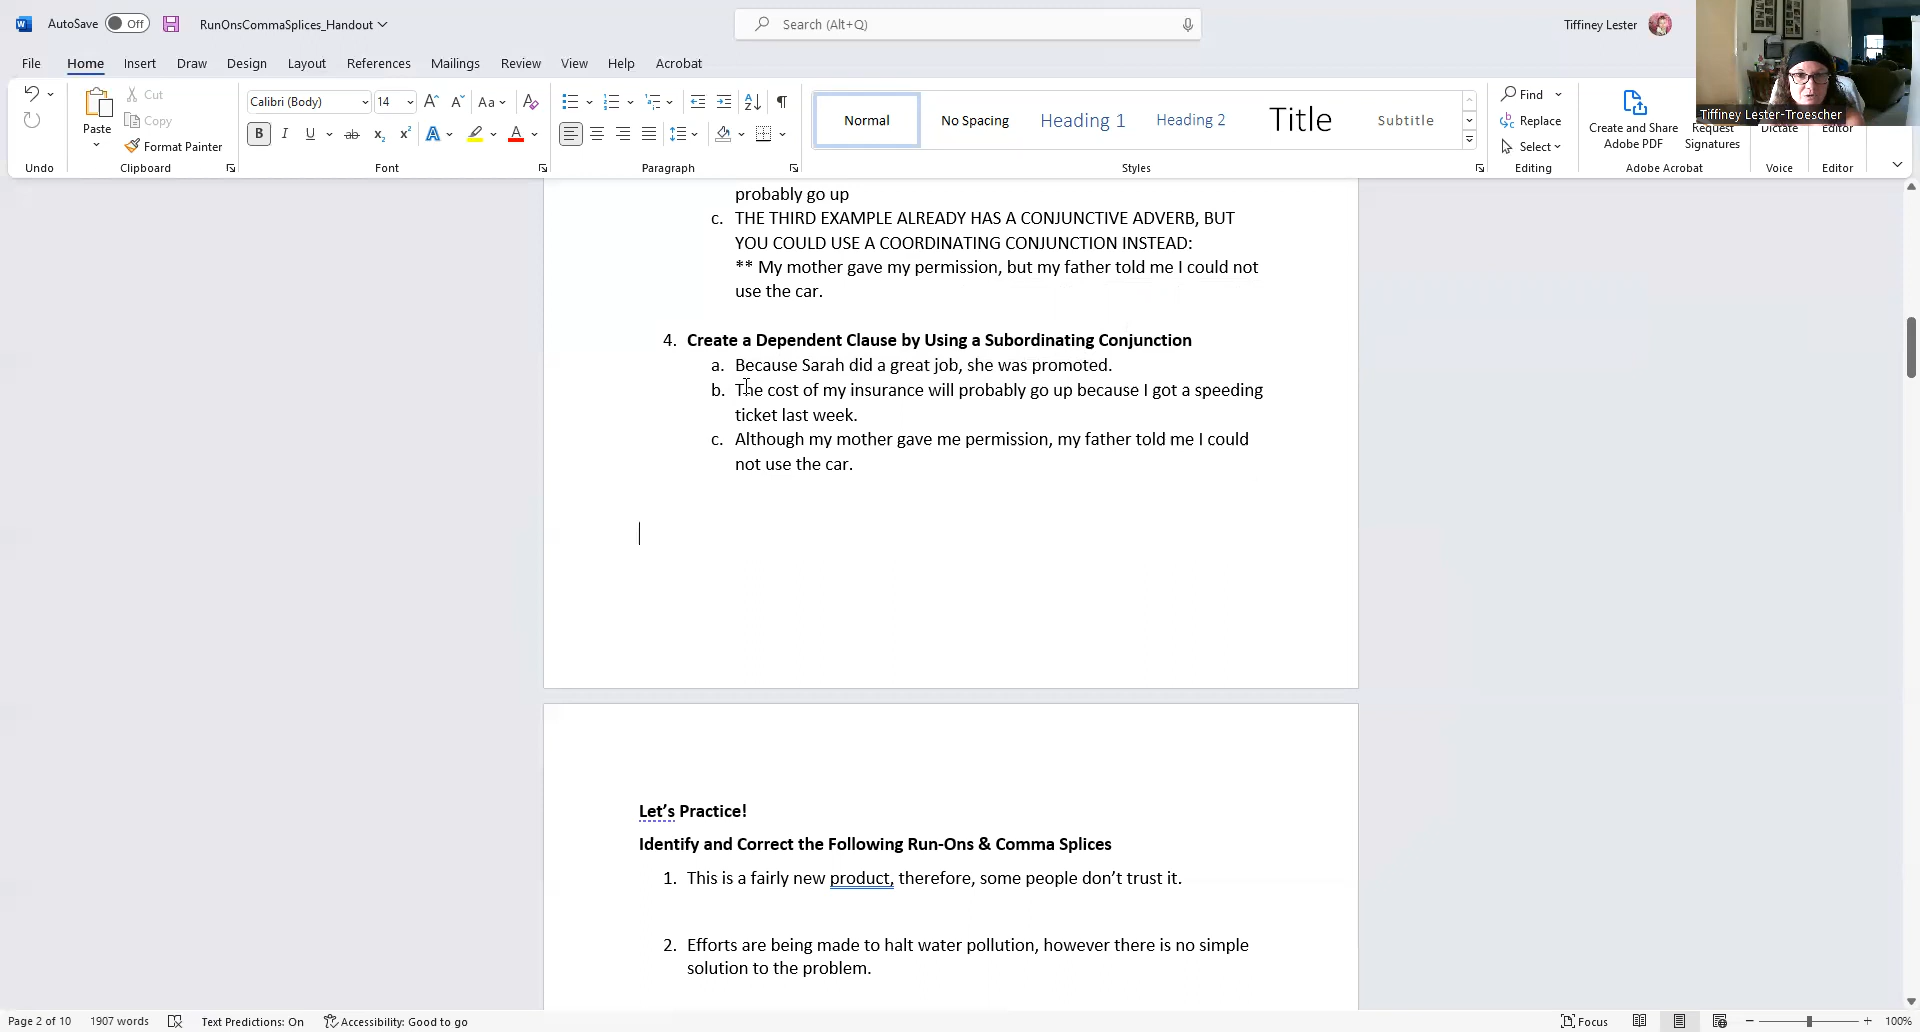 AutoSave Off RunOnsCommaSplices_Handout Search (Alt+Q) Tiffiney Lester
File Home Insert Draw Design Layout References Mailings Review View Help Acrobat
Tiffiney Lester-Troescher
Paste Cut Copy Format Painter
Calibri (Body) 14 Aa
B I U ab x₂ x² A A
Normal No Spacing Heading 1 Heading 2 Title Subtitle
Find Replace Select
Create and Share Adobe PDF
Request Signatures
Dictate
Editor
Undo Clipboard Font Paragraph Styles Editing Adobe Acrobat Voice Editor
probably go up
c. THE THIRD EXAMPLE ALREADY HAS A CONJUNCTIVE ADVERB, BUT
YOU COULD USE A COORDINATING CONJUNCTION INSTEAD:
** My mother gave my permission, but my father told me I could not
use the car.
4. Create a Dependent Clause by Using a Subordinating Conjunction
a. Because Sarah did a great job, she was promoted.
b. The cost of my insurance will probably go up because I got a speeding
ticket last week.
c. Although my mother gave me permission, my father told me I could
not use the car.
Let’s Practice!
Identify and Correct the Following Run-Ons & Comma Splices
1. This is a fairly new product, therefore, some people don’t trust it.
2. Efforts are being made to halt water pollution, however there is no simple
solution to the problem.
Page 2 of 10 1907 words Text Predictions: On Accessibility: Good to go Focus 100%